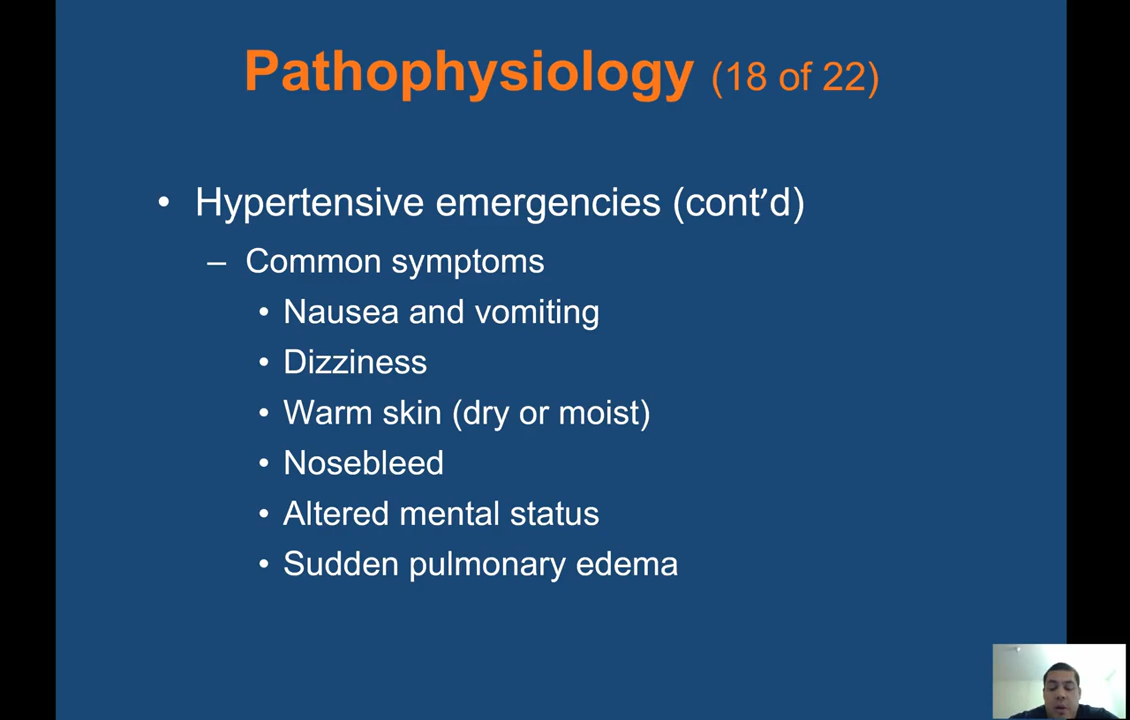 Pathophysiology (18 of 22)
• Hypertensive emergencies (cont’d)
– Common symptoms
• Nausea and vomiting
• Dizziness
• Warm skin (dry or moist)
• Nosebleed
• Altered mental status
• Sudden pulmonary edema